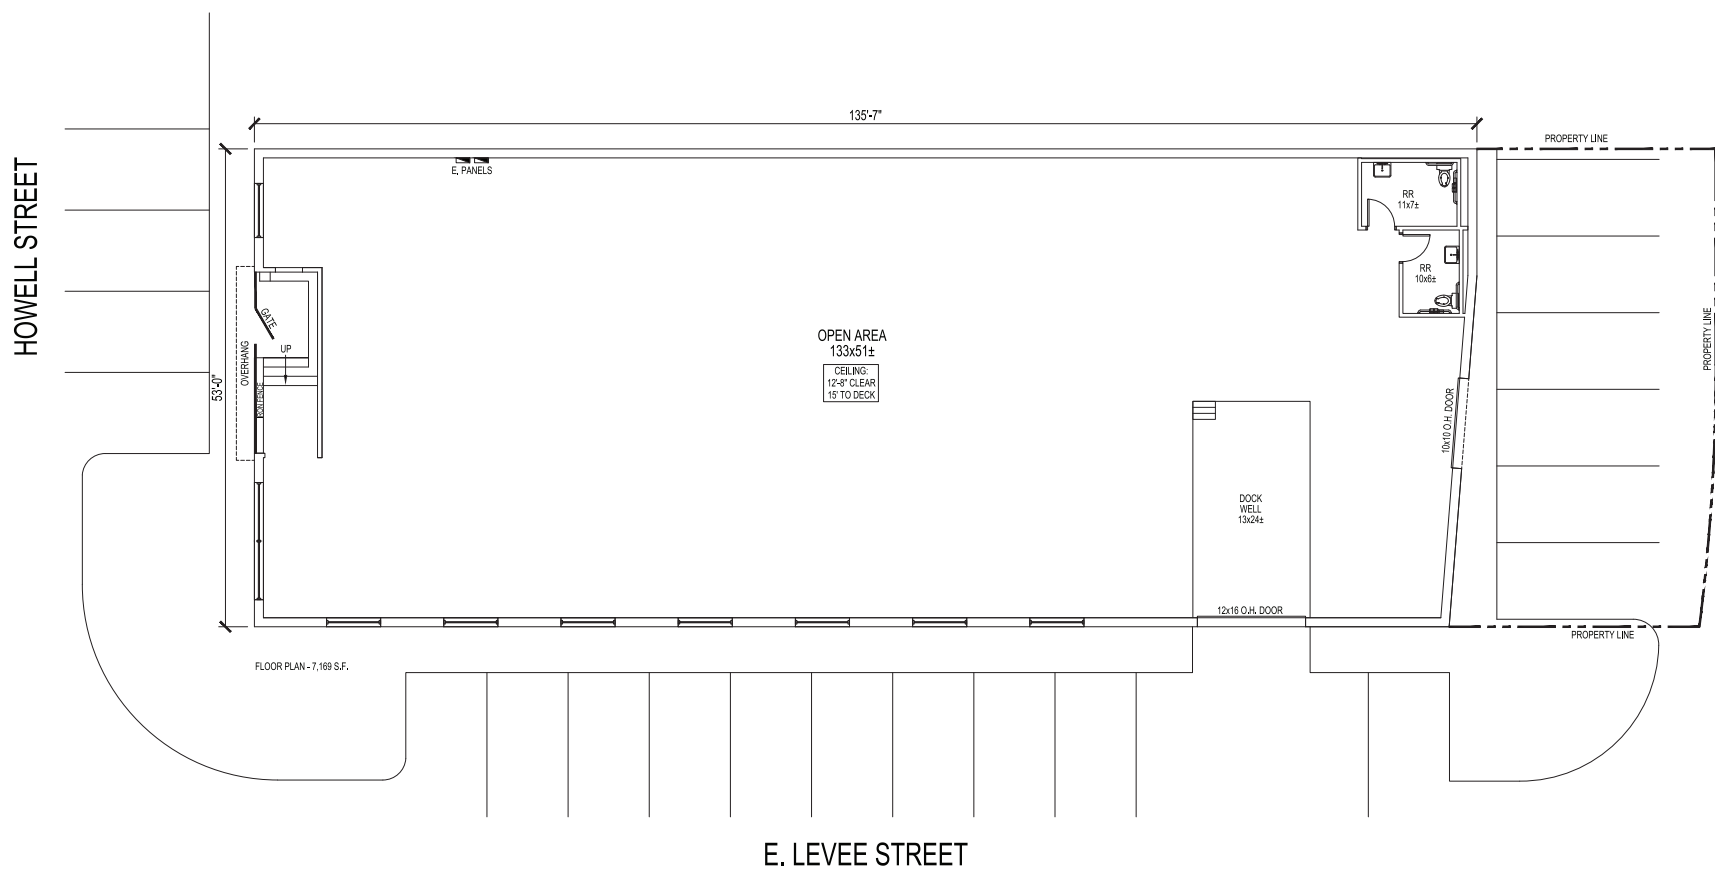 135'-7"
PROPERTY LINE
HOWELL STREET
E. PANELS
RR
11x7±
RR
10x6±
GATE
UP
OVERHANG
IRON FENCE
53'-0"
OPEN AREA
133x51±
CEILING:
12'-8" CLEAR
15' TO DECK
PROPERTY LINE
10x10 O.H. DOOR
DOCK
WELL
13x24±
12x16 O.H. DOOR
PROPERTY LINE
FLOOR PLAN - 7,169 S.F.
E. LEVEE STREET